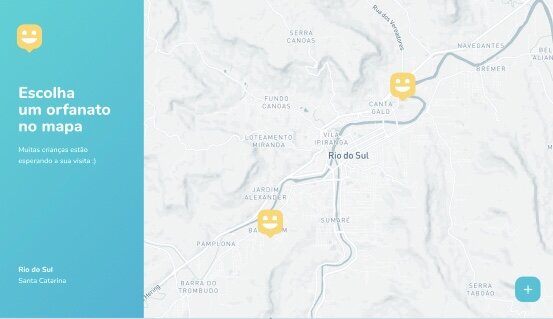 Escolha
um orfanato
no mapa
Muitas crianças estão
esperando a sua visita :)
Rio do Sul
Santa Catarina
Rua dos Vereadores
SERRA
CANOAS
NAVEGANTES
BREMER
FUNDO
CANOAS
CANTA
GALO
LOTEAMENTO
MIRANDA
VILA
IPIRANGA
Rio do Sul
JARDIM
ALEXANDER
SUMARÉ
PAMPLONA
BARRA DO
TROMBUDO
SERRA
TABOÃO
+